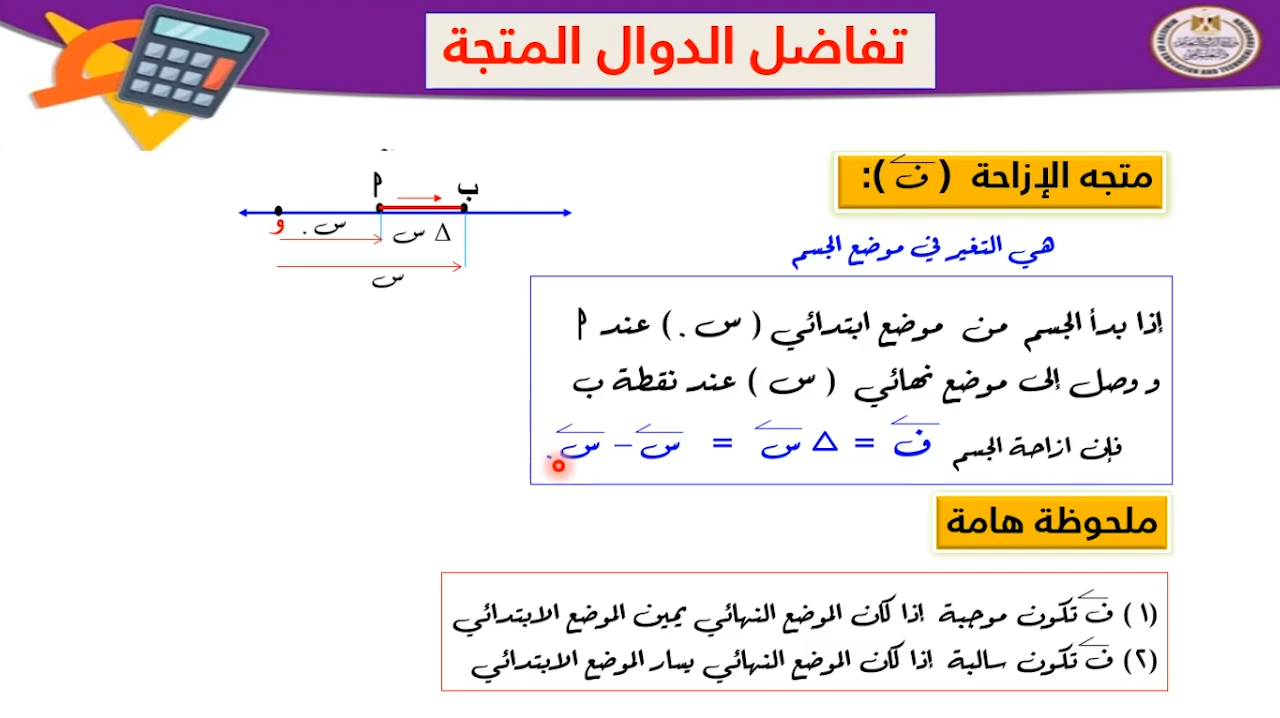 تفاضل الدوال المتجة
متجه الإزاحة ( ف ):
هي التغير في موضع الجسم
أ ب
و س . Δ س
س
إذا بدأ الجسم من موضع ابتدائي ( س . ) عند أ
و وصل إلى موضع نهائي ( س ) عند نقطة ب
فإن ازاحة الجسم ف = Δ س = س – س .
ملحوظة هامة
(١) ف تكون موجبة إذا كان الموضع النهائي يمين الموضع الابتدائي
(٢) ف تكون سالبة إذا كان الموضع النهائي يسار الموضع الابتدائي